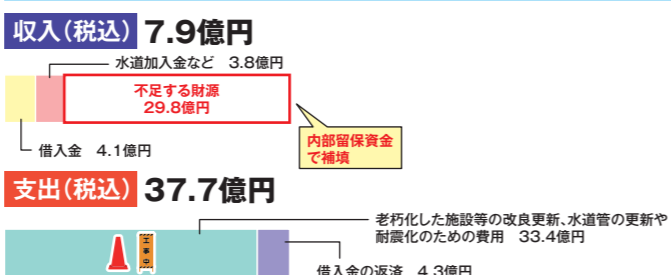 収入（税込） 7.9億円
水道加入金など 3.8億円
不足する財源
29.8億円
借入金 4.1億円
内部留保資金
で補填
支出（税込） 37.7億円
老朽化した施設等の改良更新、水道管の更新や
耐震化のための費用 33.4億円
工事中
借入金の返済 4.3億円